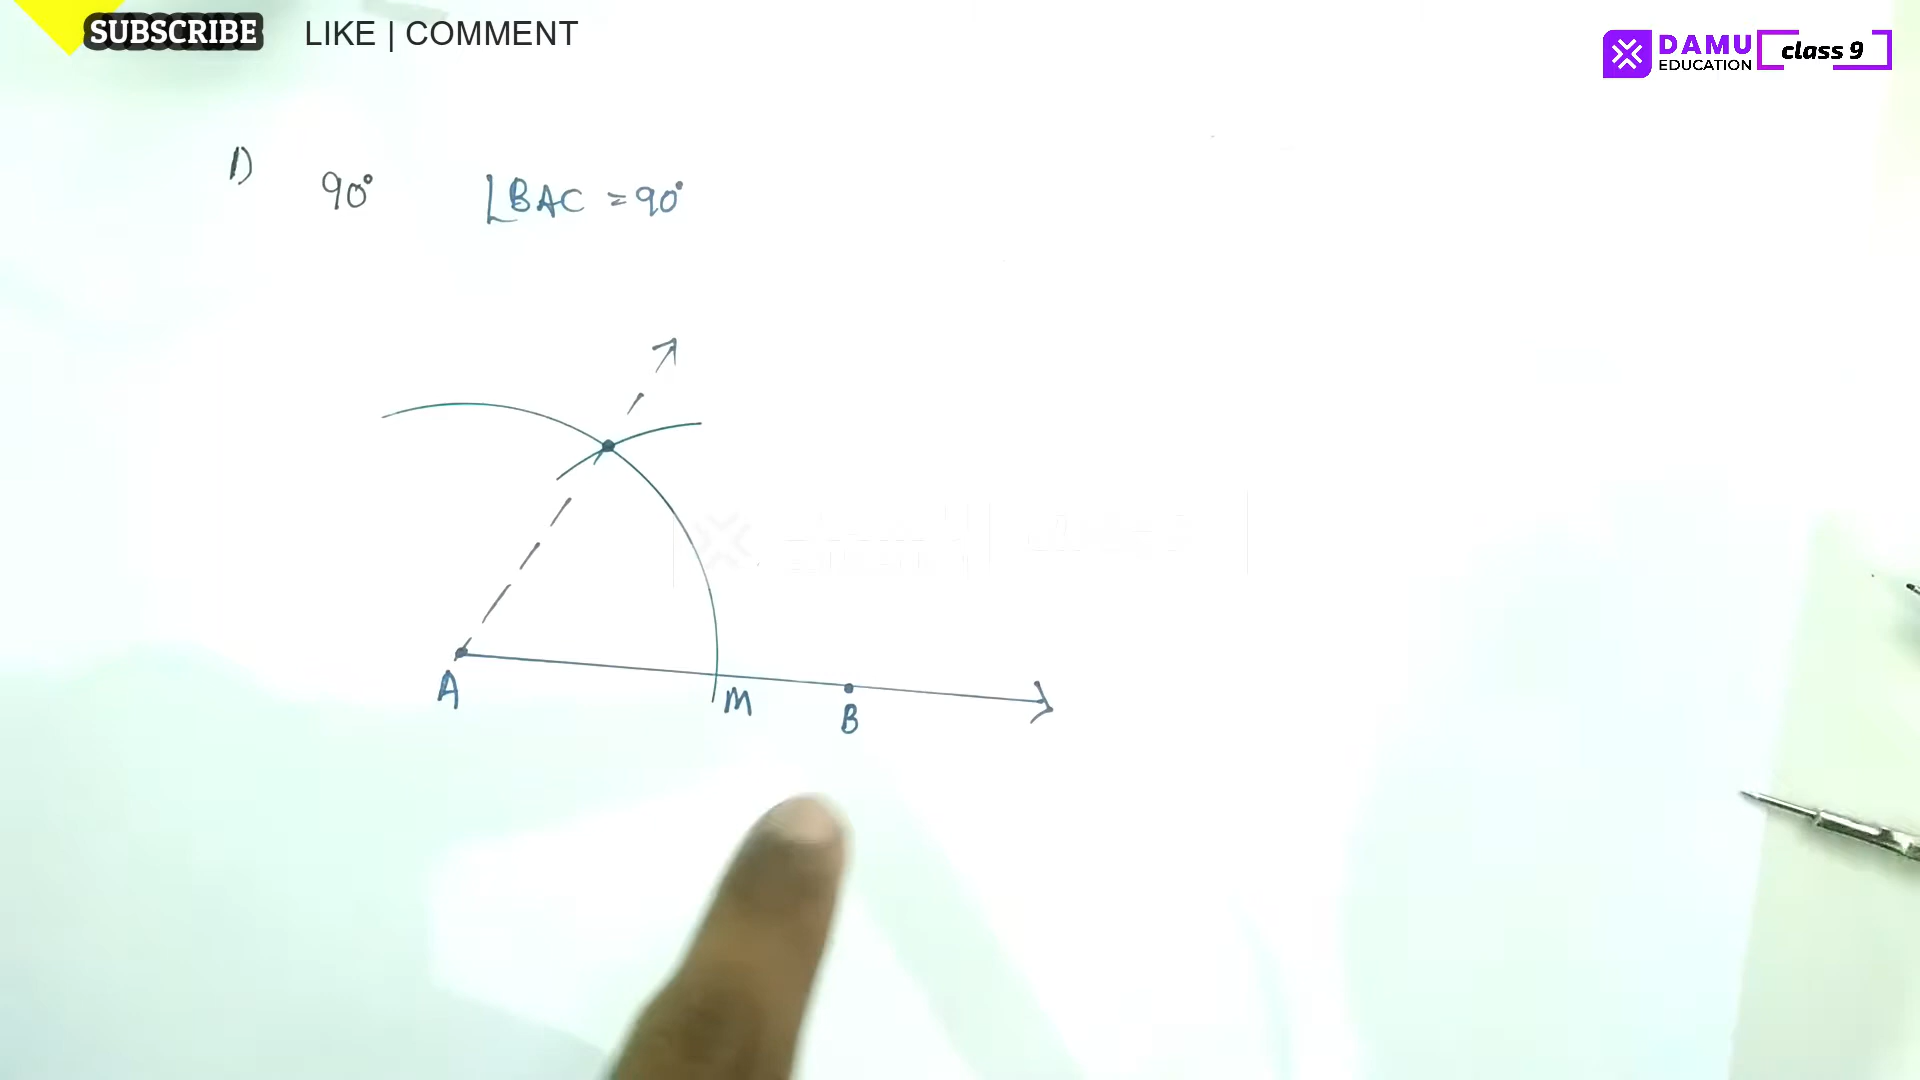 SUBSCRIBE LIKE | COMMENT
DAMU
EDUCATION
class 9
1)
90° ∠BAC = 90°
A
M
B